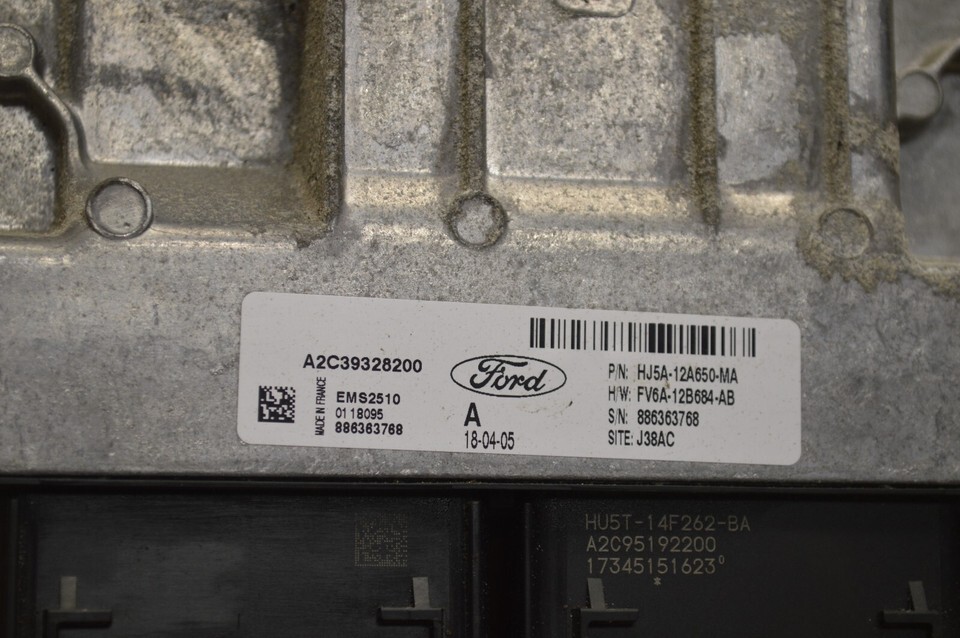 A2C39328200
MADE IN FRANCE
EMS2510
0118095
886363768
Ford
A
18-04-05
P/N: HJ5A-12A650-MA
H/W: FV6A-12B684-AB
S/N: 886363768
SITE: J38AC
HU5T-14F262-BA
A2C95192200
17345151623⁰
*